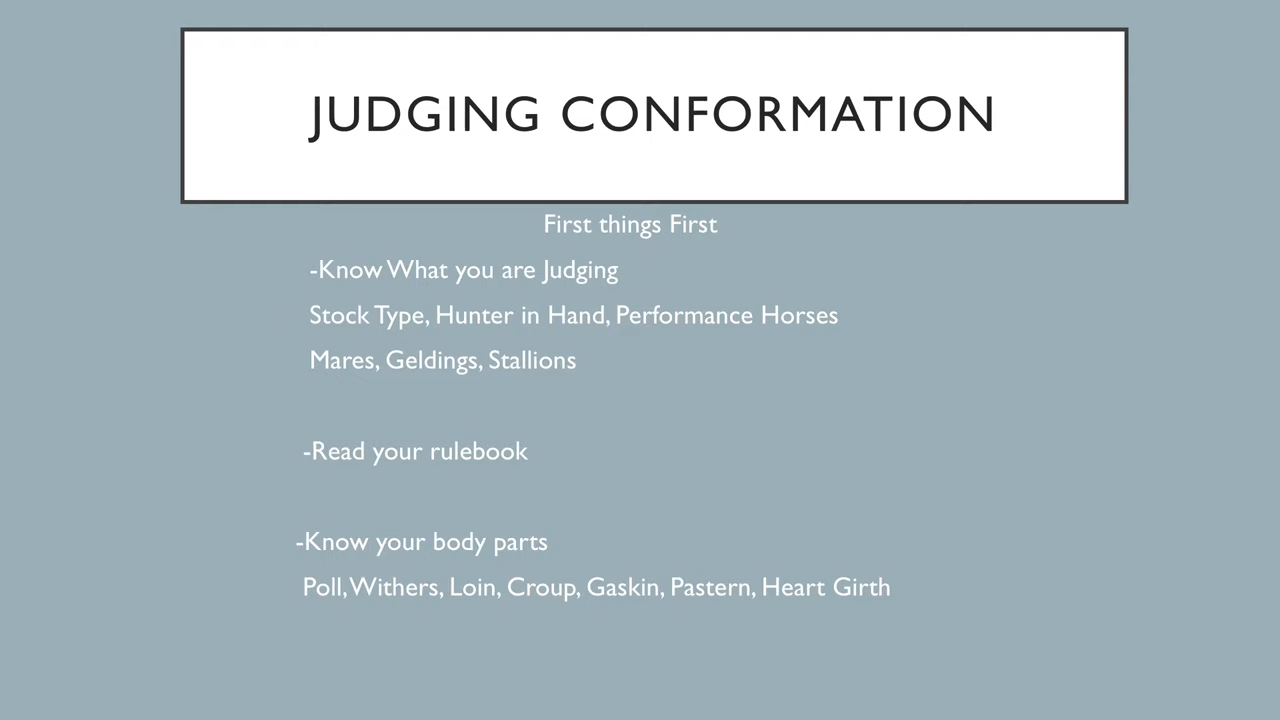 JUDGING CONFORMATION
First things First
-Know What you are Judging
Stock Type, Hunter in Hand, Performance Horses
Mares, Geldings, Stallions
-Read your rulebook
-Know your body parts
Poll, Withers, Loin, Croup, Gaskin, Pastern, Heart Girth